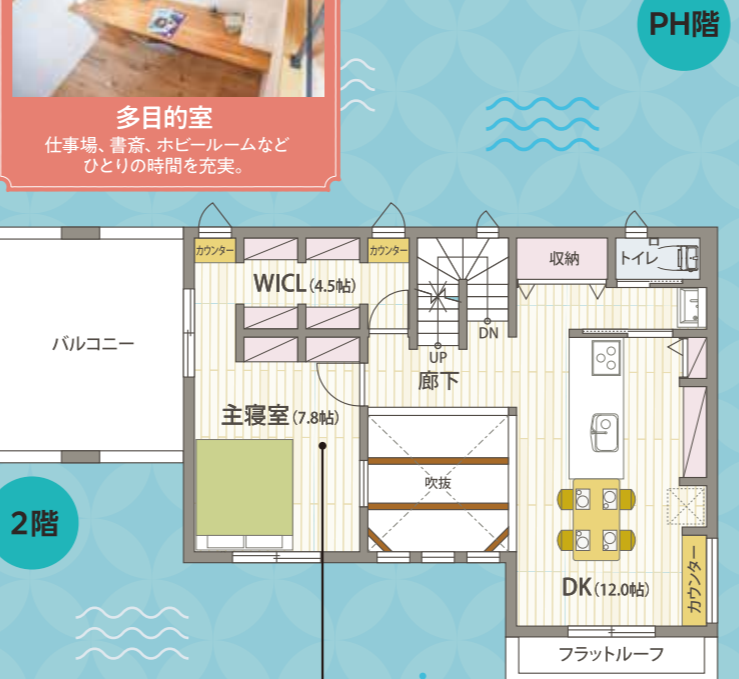 PH階
多目的室
仕事場、書斎、ホビールームなど
ひとりの時間を充実。
カウンター
カウンター
収納
トイレ
WICL(4.5帖)
バルコニー
UP
DN
廊下
主寝室(7.8帖)
吹抜
2階
DK(12.0帖)
カウンター
フラットルーフ